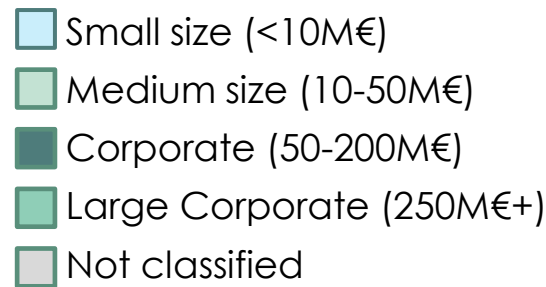 Small size (<10M€)
Medium size (10-50M€)
Corporate (50-200M€)
Large Corporate (250M€+)
Not classified